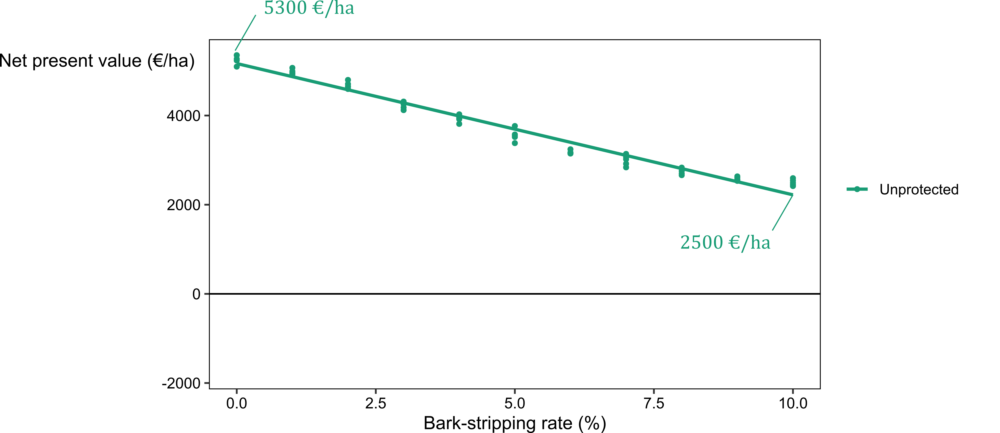 5300 €/ha
Net present value (€/ha)
4000
2000
0
-2000
2500 €/ha
Unprotected
0.0 2.5 5.0 7.5 10.0
Bark-stripping rate (%)